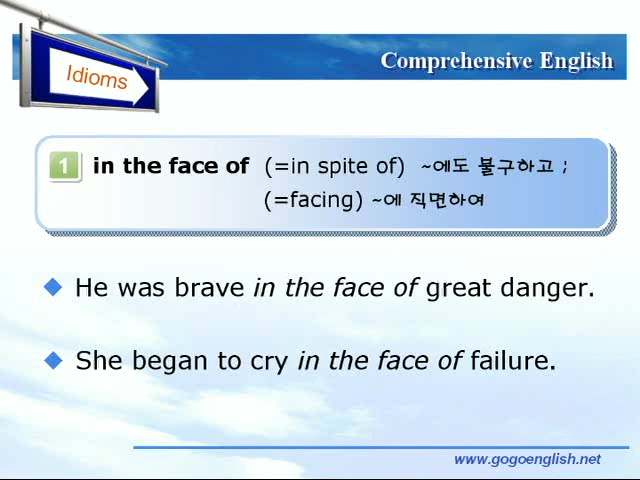 Comprehensive English
Idioms
1 in the face of (=in spite of) ~에도 불구하고 ;
(=facing) ~에 직면하여
He was brave in the face of great danger.
She began to cry in the face of failure.
www.gogoenglish.net